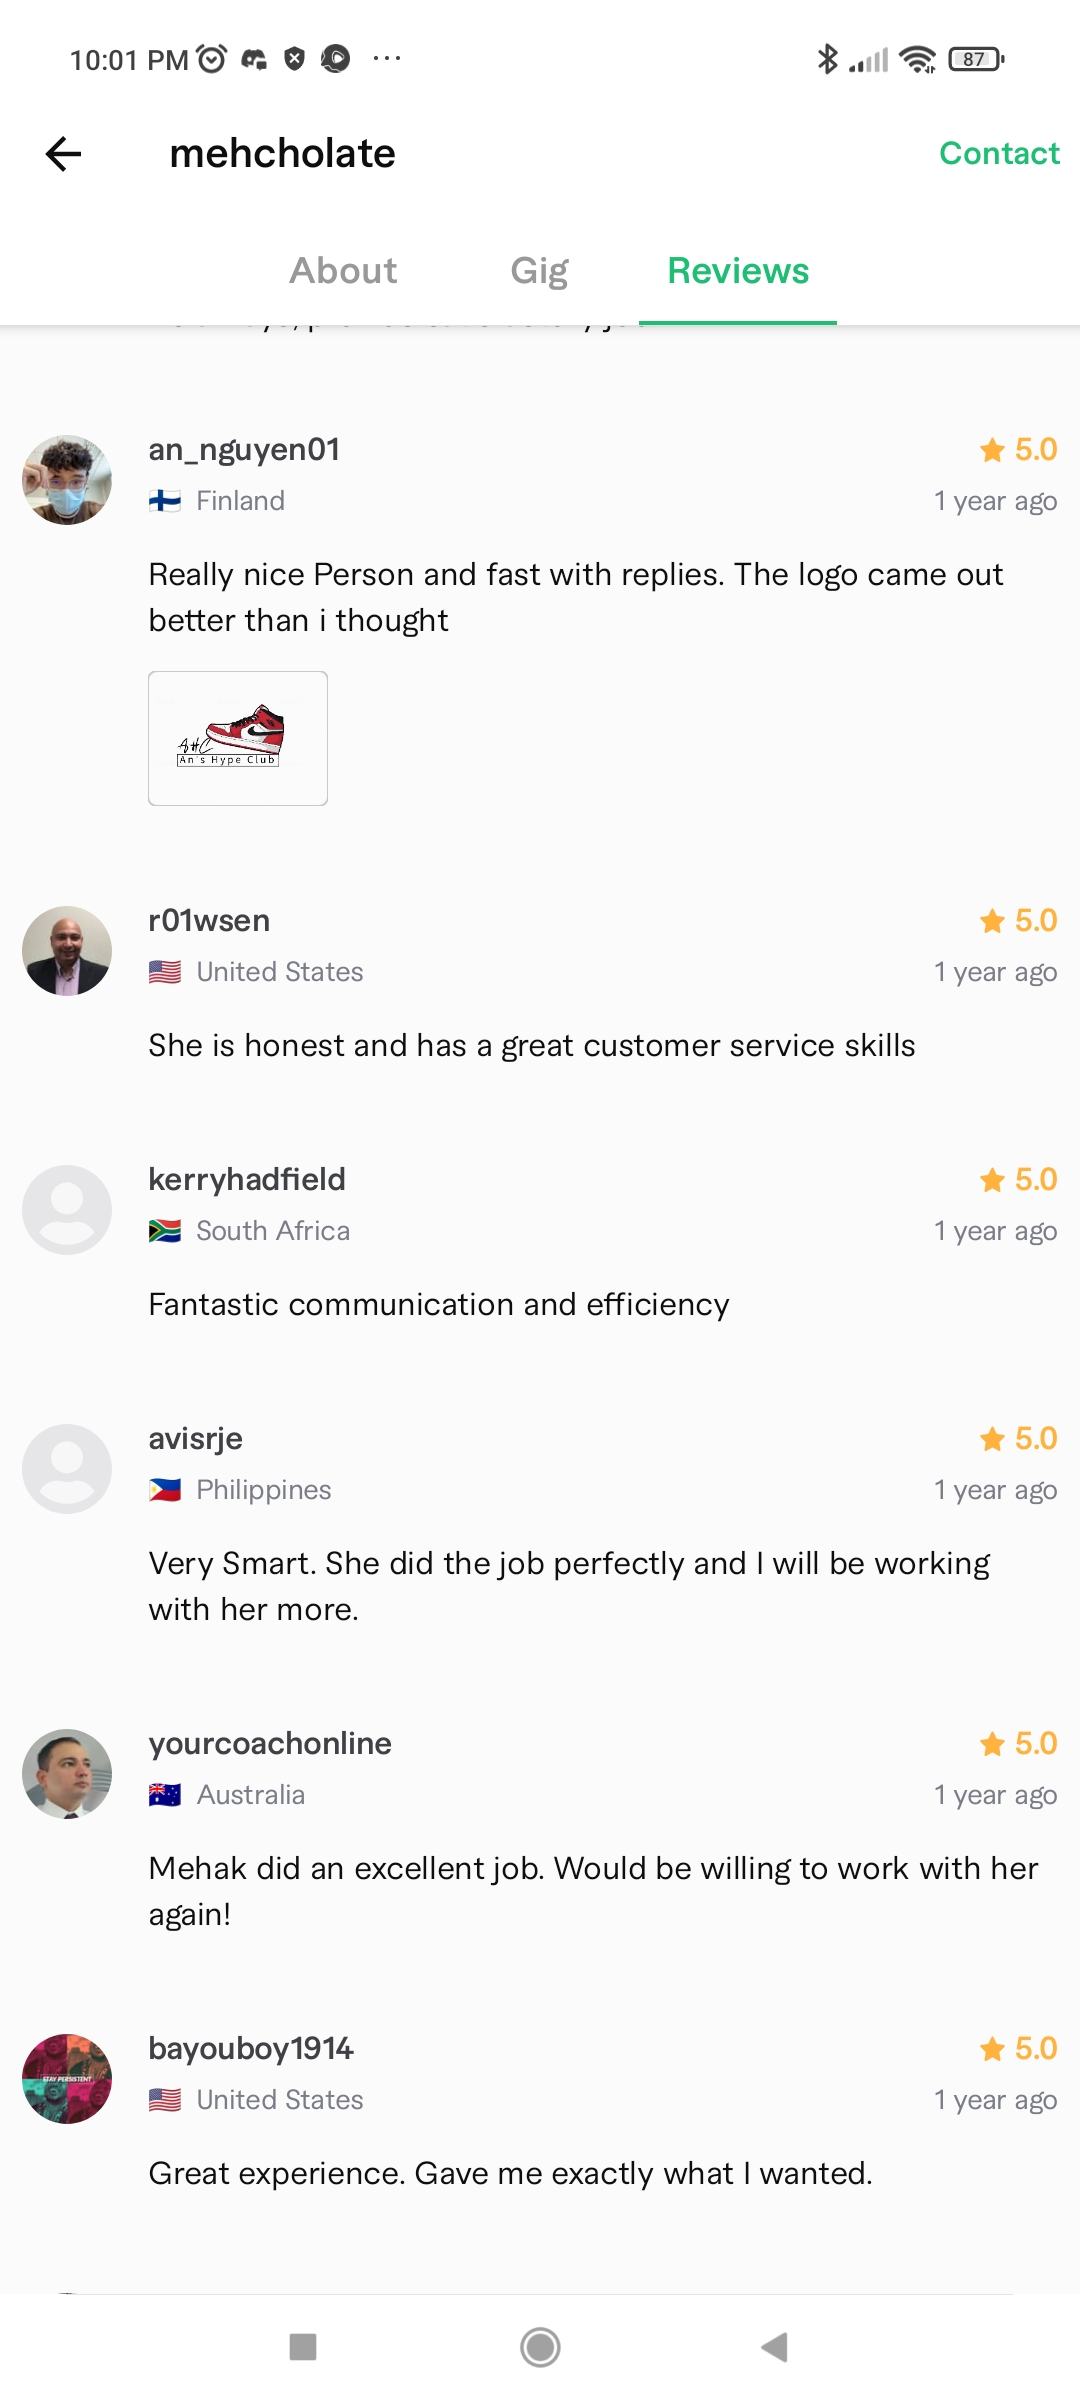 10:01 PM
87
mehcholate
Contact
About
Gig
Reviews
an_nguyen01
5.0
Finland
1 year ago
Really nice Person and fast with replies. The logo came out
better than i thought
AHC
An's Hype Club
r01wsen
5.0
United States
1 year ago
She is honest and has a great customer service skills
kerryhadfield
5.0
South Africa
1 year ago
Fantastic communication and efficiency
avisrje
5.0
Philippines
1 year ago
Very Smart. She did the job perfectly and I will be working
with her more.
yourcoachonline
5.0
Australia
1 year ago
Mehak did an excellent job. Would be willing to work with her
again!
bayouboy1914
5.0
STAY PERSISTENT
United States
1 year ago
Great experience. Gave me exactly what I wanted.